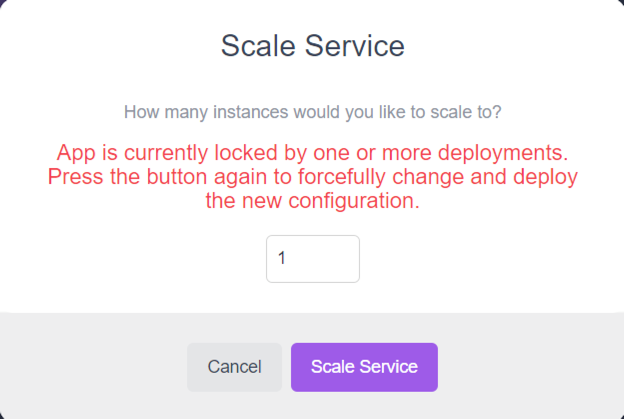 Scale Service
How many instances would you like to scale to?
App is currently locked by one or more deployments.
Press the button again to forcefully change and deploy
the new configuration.
1
Cancel
Scale Service